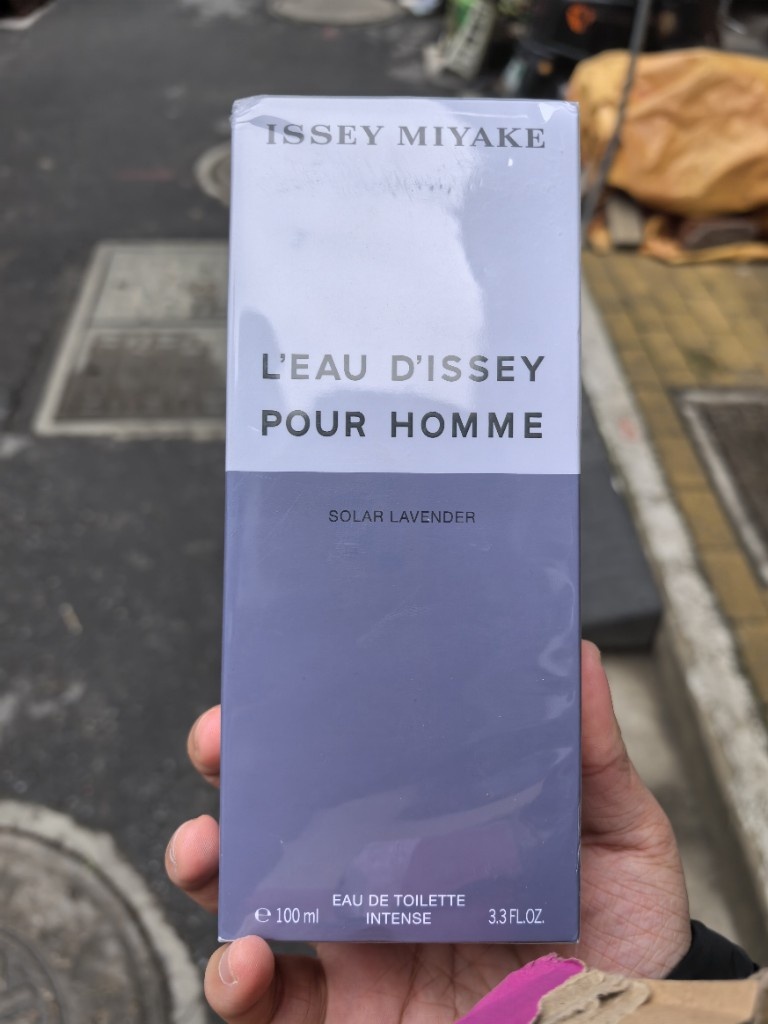 ISSEY MIYAKE
L'EAU D'ISSEY
POUR HOMME
SOLAR LAVENDER
EAU DE TOILETTE
INTENSE
℮ 100 ml
3.3 FL.OZ.